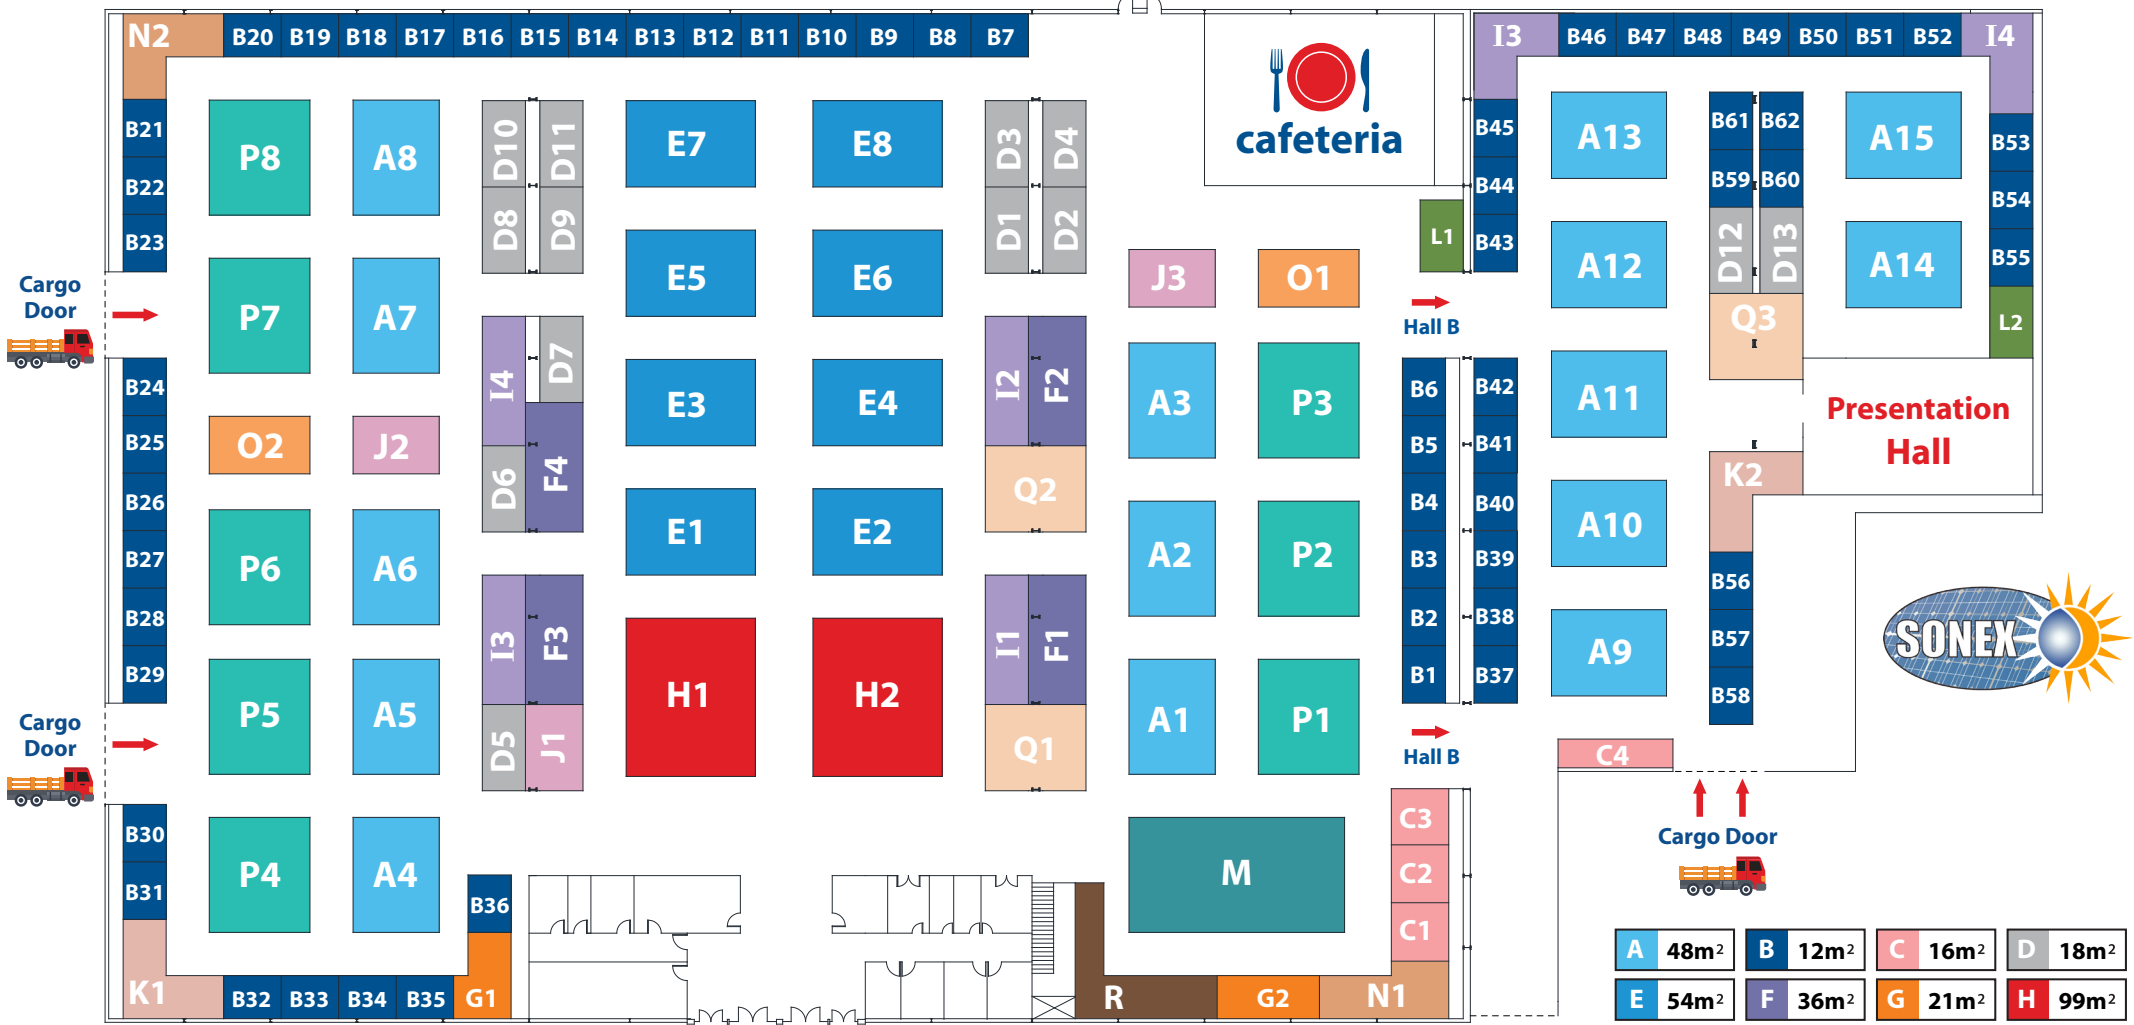 N2 B20 B19 B18 B17 B16 B15 B14 B13 B12 B11 B10 B9 B8 B7
I3 B46 B47 B48 B49 B50 B51 B52 I4
cafeteria
B21
B22
B23
P8 A8 D10 D11 E7 E8 D3 D4
D8 D9 D1 D2
B45
B44
B43
A13 B61 B62 A15
B59 B60
B53
B54
B55
L1
Cargo
Door
P7 A7 E5 E6 J3 O1
A12 D12 D13 A14
Q3
L2
Hall B
B24
B25
B26
B27
B28
B29
I4 D7 E3 E4 I2 F2 A3 P3
O2 J2 D6 F4 Q2
B6 B42
B5 B41
B4 B40
B3 B39
B2 B38
B1 B37
A11
Presentation
Hall
K2
P6 A6 E1 E2 A2 P2
A10
B56
B57
B58
A9
SONEX
Cargo
Door
P5 A5 I3 F3 H1 H2 I1 F1 A1 P1
D5 J1 Q1
Hall B
C4
Cargo Door
B30
B31
P4 A4 B36 M
C3
C2
C1
K1 B32 B33 B34 B35 G1 R G2 N1
A 48m² B 12m² C 16m² D 18m²
E 54m² F 36m² G 21m² H 99m²